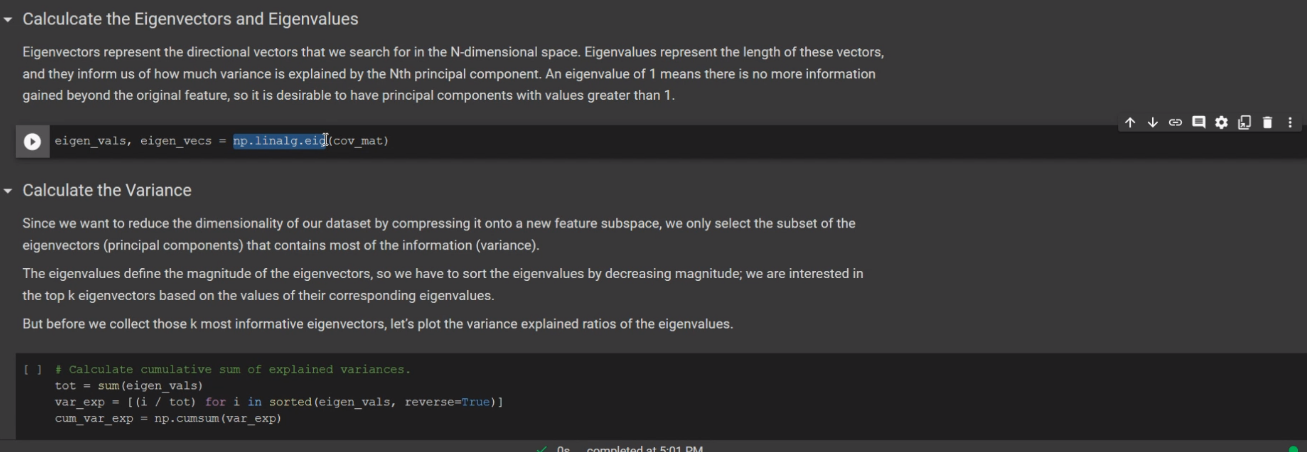 Calculcate the Eigenvectors and Eigenvalues
Eigenvectors represent the directional vectors that we search for in the N-dimensional space. Eigenvalues represent the length of these vectors,
and they inform us of how much variance is explained by the Nth principal component. An eigenvalue of 1 means there is no more information
gained beyond the original feature, so it is desirable to have principal components with values greater than 1.
eigen_vals, eigen_vecs = np.linalg.eig(cov_mat)
Calculate the Variance
Since we want to reduce the dimensionality of our dataset by compressing it onto a new feature subspace, we only select the subset of the
eigenvectors (principal components) that contains most of the information (variance).
The eigenvalues define the magnitude of the eigenvectors, so we have to sort the eigenvalues by decreasing magnitude; we are interested in
the top k eigenvectors based on the values of their corresponding eigenvalues.
But before we collect those k most informative eigenvectors, let's plot the variance explained ratios of the eigenvalues.
[ ] # Calculate cumulative sum of explained variances.
tot = sum(eigen_vals)
var_exp = [(i / tot) for i in sorted(eigen_vals, reverse=True)]
cum_var_exp = np.cumsum(var_exp)
0s completed at 5:01 PM